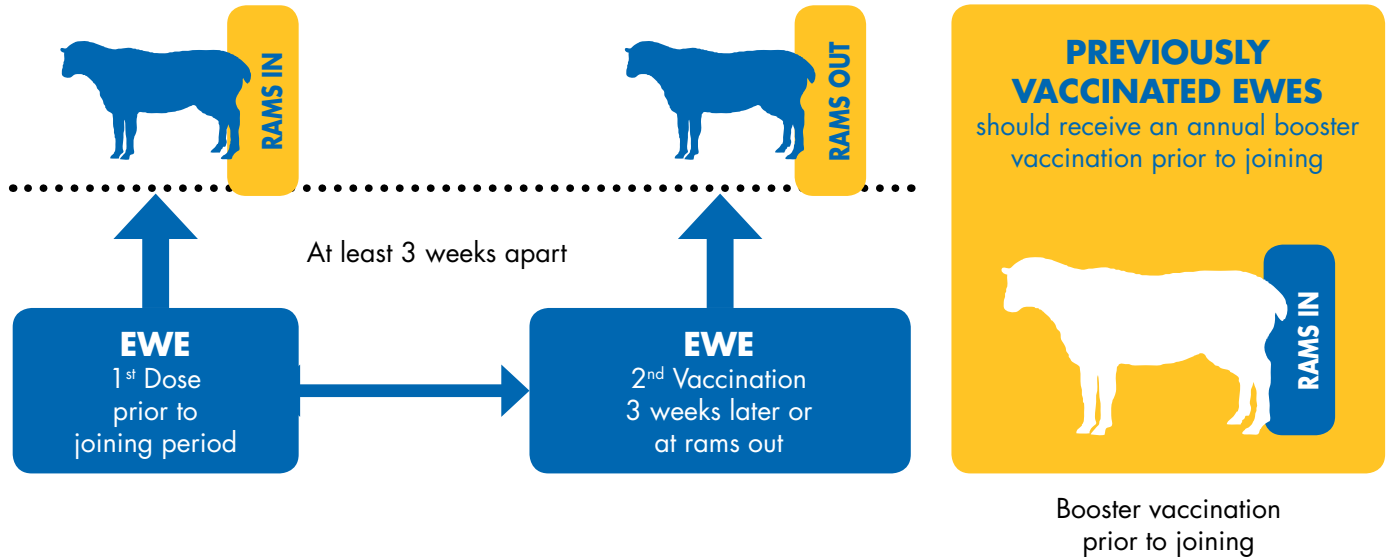 RAMS IN
RAMS OUT
At least 3 weeks apart
EWE
1st Dose
prior to
joining period
EWE
2nd Vaccination
3 weeks later or
at rams out
PREVIOUSLY
VACCINATED EWES
should receive an annual booster
vaccination prior to joining
RAMS IN
Booster vaccination
prior to joining